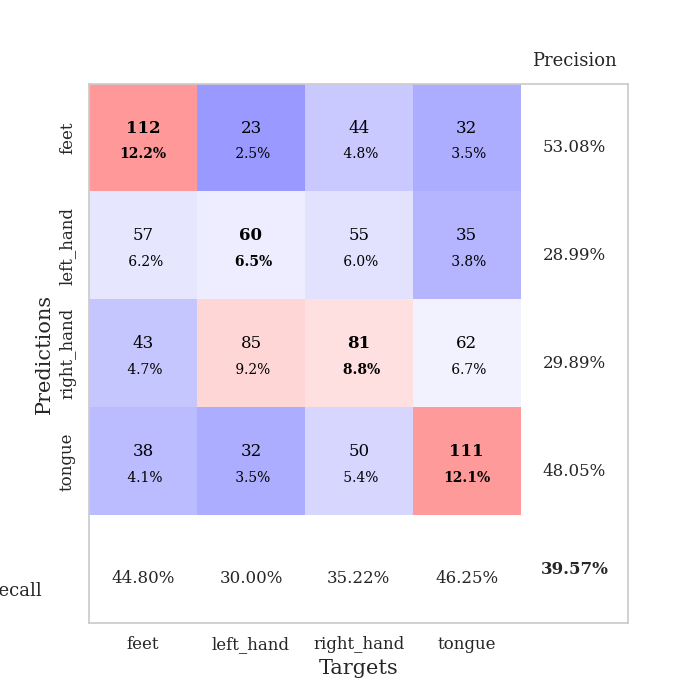 Precision
feet 112 23 44 32 53.08%
12.2% 2.5% 4.8% 3.5%
left_hand 57 60 55 35 28.99%
6.2% 6.5% 6.0% 3.8%
Predictions
right_hand 43 85 81 62 29.89%
4.7% 9.2% 8.8% 6.7%
tongue 38 32 50 111 48.05%
4.1% 3.5% 5.4% 12.1%
ecall 44.80% 30.00% 35.22% 46.25% 39.57%
feet left_hand right_hand tongue
Targets